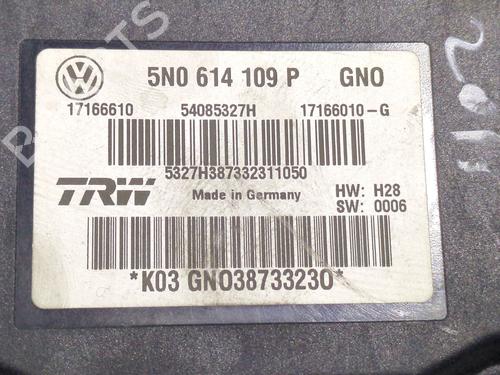 5N0 614 109 P GNO
17166610 54085327H 17166010-G
5327H387332311050
TRW Made in Germany HW: H28
SW: 0006
*K03 GNO38733230*